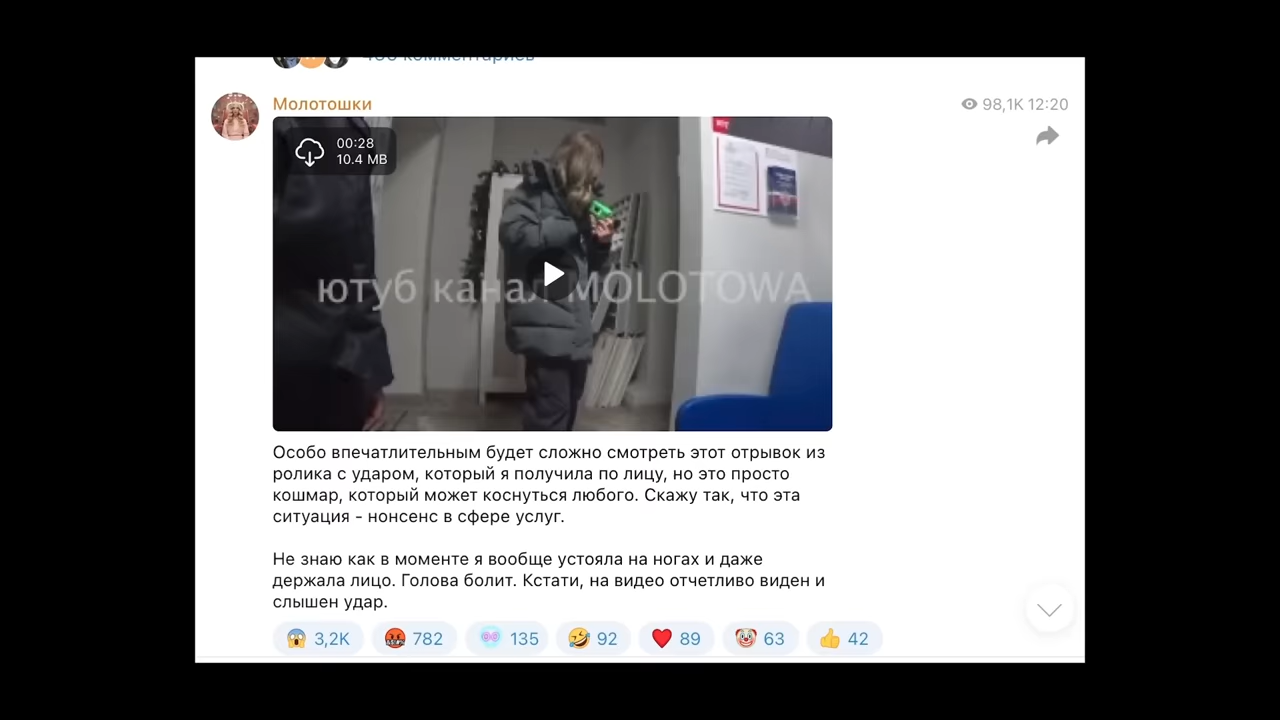 Молотошки
98,1K 12:20
00:28
10.4 MB
ютуб канал MOLOTOWA
Особо впечатлительным будет сложно смотреть этот отрывок из
ролика с ударом, который я получила по лицу, но это просто
кошмар, который может коснуться любого. Скажу так, что эта
ситуация - нонсенс в сфере услуг.
Не знаю как в моменте я вообще устояла на ногах и даже
держала лицо. Голова болит. Кстати, на видео отчетливо виден и
слышен удар.
3,2K 782 135 92 89 63 42